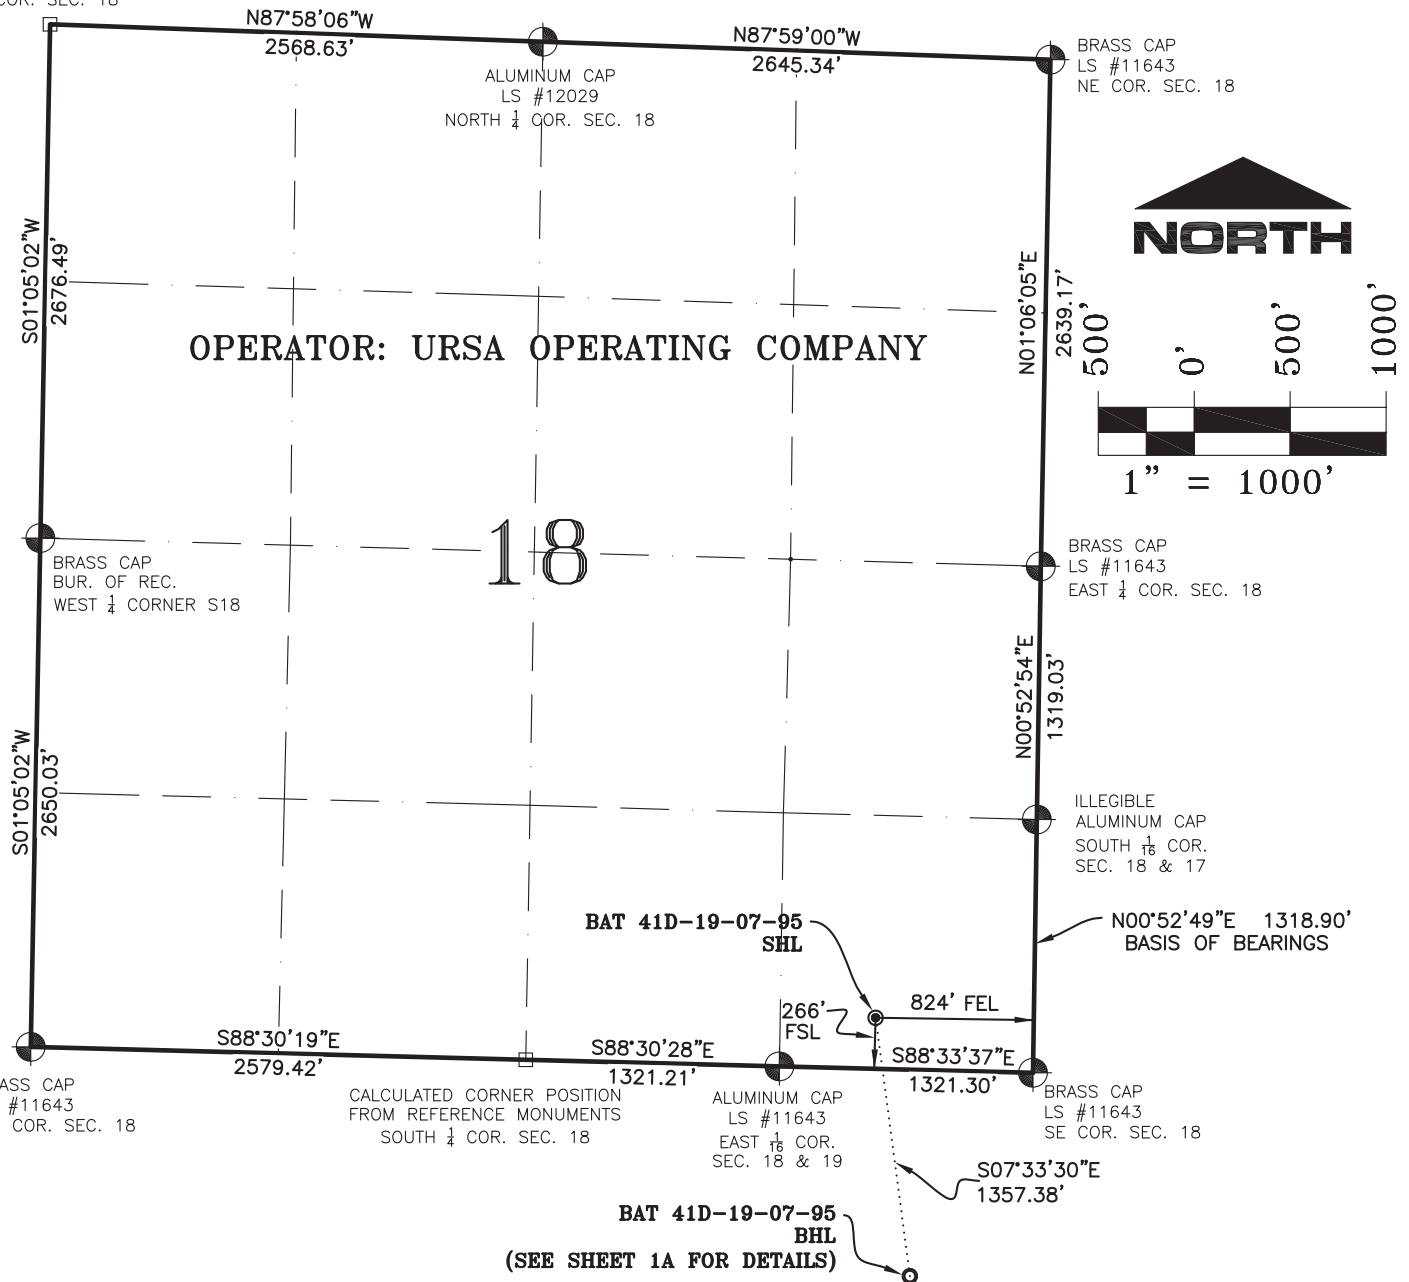 COR. SEC. 18
N87°58'06"W
2568.63'
N87°59'00"W
2645.34'
BRASS CAP
LS #11643
NE COR. SEC. 18
ALUMINUM CAP
LS #12029
NORTH 1/4 COR. SEC. 18
NORTH
S01°05'02"W
2676.49'
N01°06'05"E
2639.17'
500'
0'
500'
1000'
1" = 1000'
OPERATOR: URSA OPERATING COMPANY
18
BRASS CAP
BUR. OF REC.
WEST 1/4 CORNER S18
BRASS CAP
LS #11643
EAST 1/4 COR. SEC. 18
N00°52'54"E
1319.03'
S01°05'02"W
2650.03'
ILLEGIBLE
ALUMINUM CAP
SOUTH 1/16 COR.
SEC. 18 & 17
BAT 41D-19-07-95
SHL
N00°52'49"E 1318.90'
BASIS OF BEARINGS
824' FEL
266'
FSL
S88°30'19"E
2579.42'
S88°30'28"E
1321.21'
S88°33'37"E
1321.30'
ASS CAP
#11643
COR. SEC. 18
CALCULATED CORNER POSITION
FROM REFERENCE MONUMENTS
SOUTH 1/4 COR. SEC. 18
ALUMINUM CAP
LS #11643
EAST 1/16 COR.
SEC. 18 & 19
BRASS CAP
LS #11643
SE COR. SEC. 18
S07°33'30"E
1357.38'
BAT 41D-19-07-95
BHL
(SEE SHEET 1A FOR DETAILS)